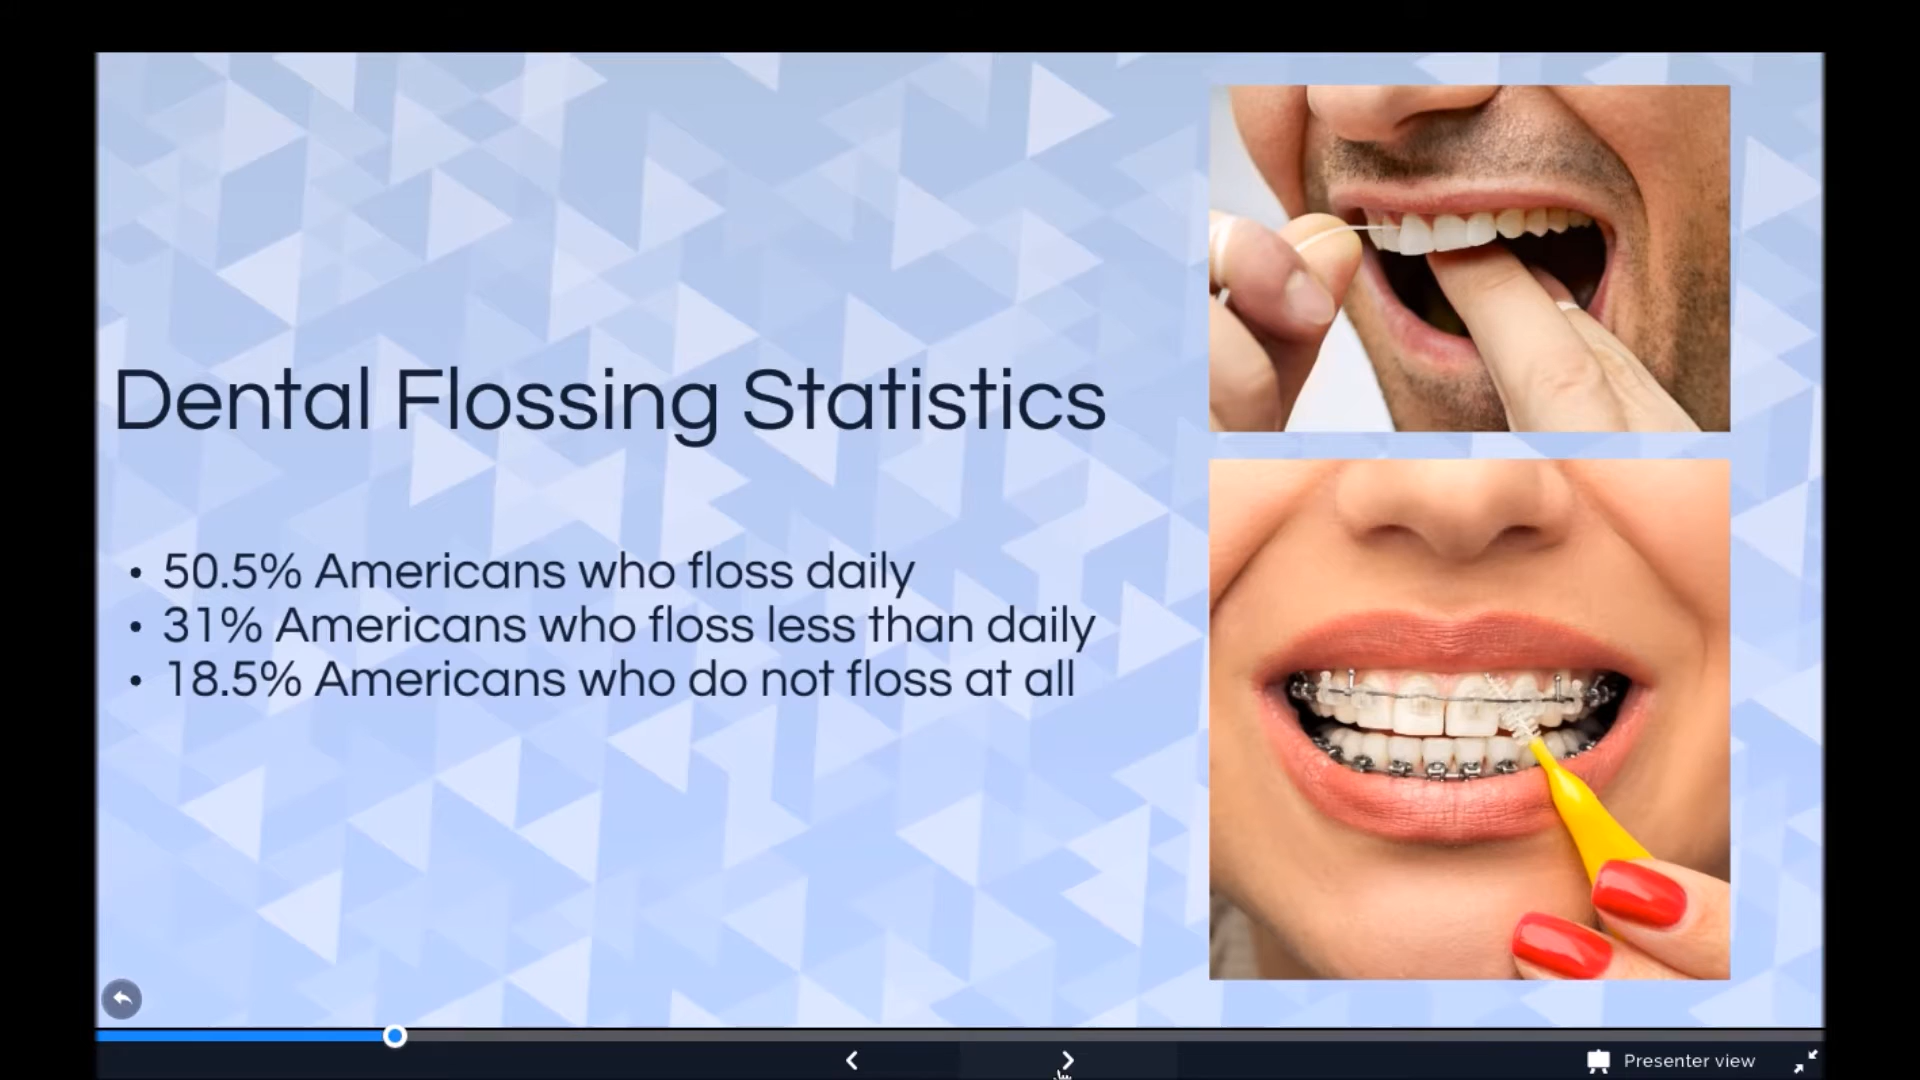 Dental Flossing Statistics
• 50.5% Americans who floss daily
• 31% Americans who floss less than daily
• 18.5% Americans who do not floss at all
Presenter view